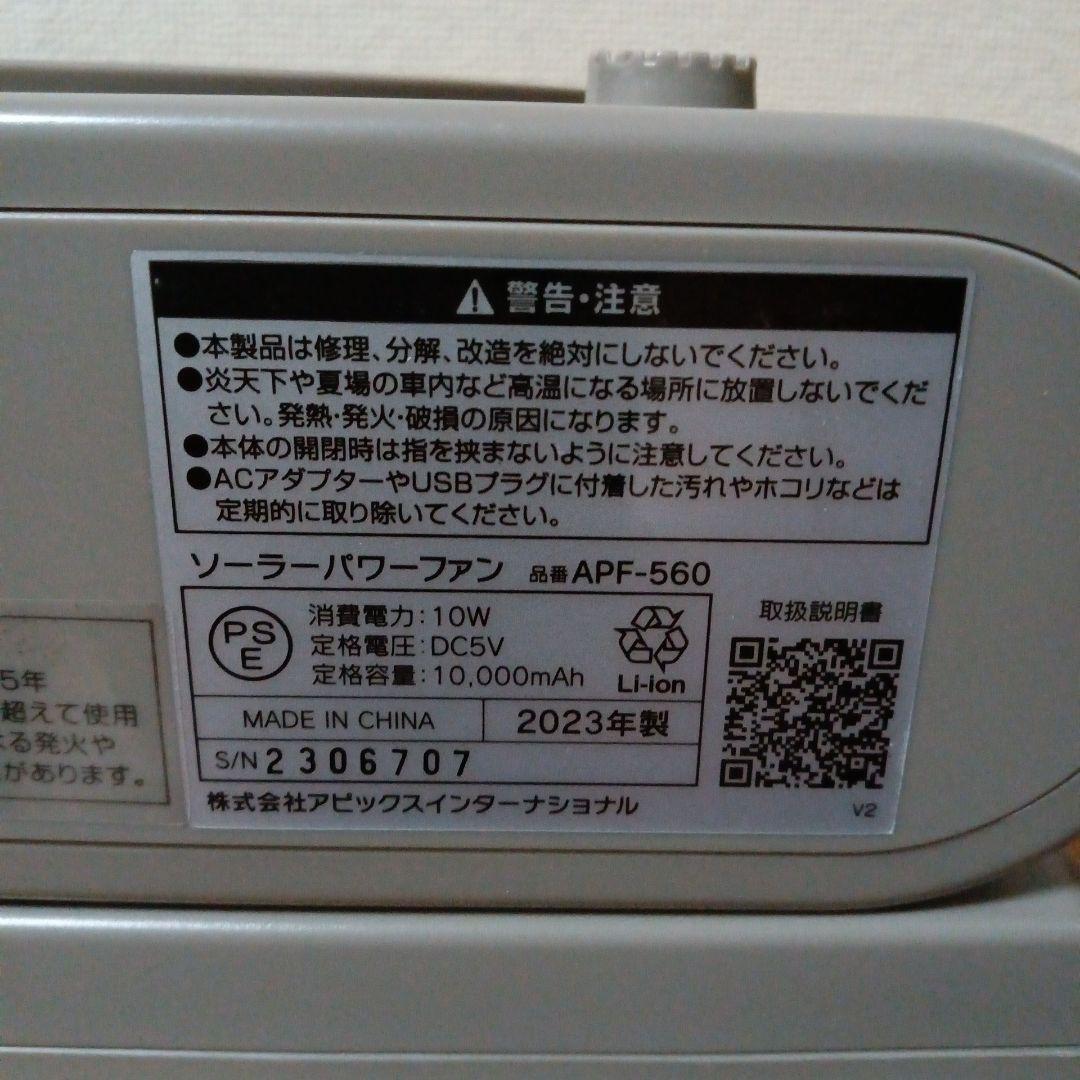 ⚠警告・注意
●本製品は修理、分解、改造を絶対にしないでください。
●炎天下や夏場の車内など高温になる場所に放置しないでくだ
さい。発熱・発火・破損の原因になります。
●本体の開閉時は指を挟まないように注意してください。
●ACアダプターやUSBプラグに付着した汚れやホコリなどは
定期的に取り除いてください。
ソーラーパワーファン 品番 APF-560
PS
E
消費電力：10W
定格電圧：DC5V
定格容量：10,000mAh
Li-ion
MADE IN CHINA
2023年製
S/N 2306707
株式会社アピックスインターナショナル
取扱説明書
V2
5年
超えて使用
る発火や
があります。